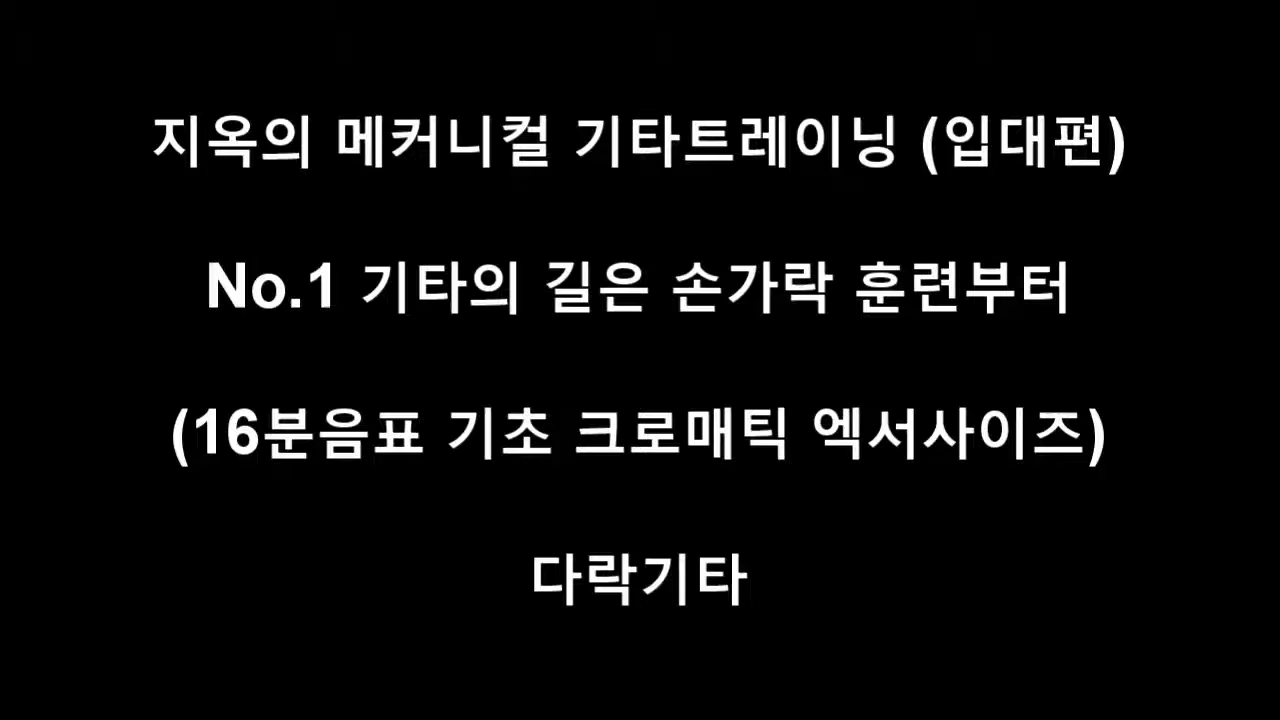 지옥의 메커니컬 기타트레이닝 (입대편)
No.1 기타의 길은 손가락 훈련부터
(16분음표 기초 크로매틱 엑서사이즈)
다락기타